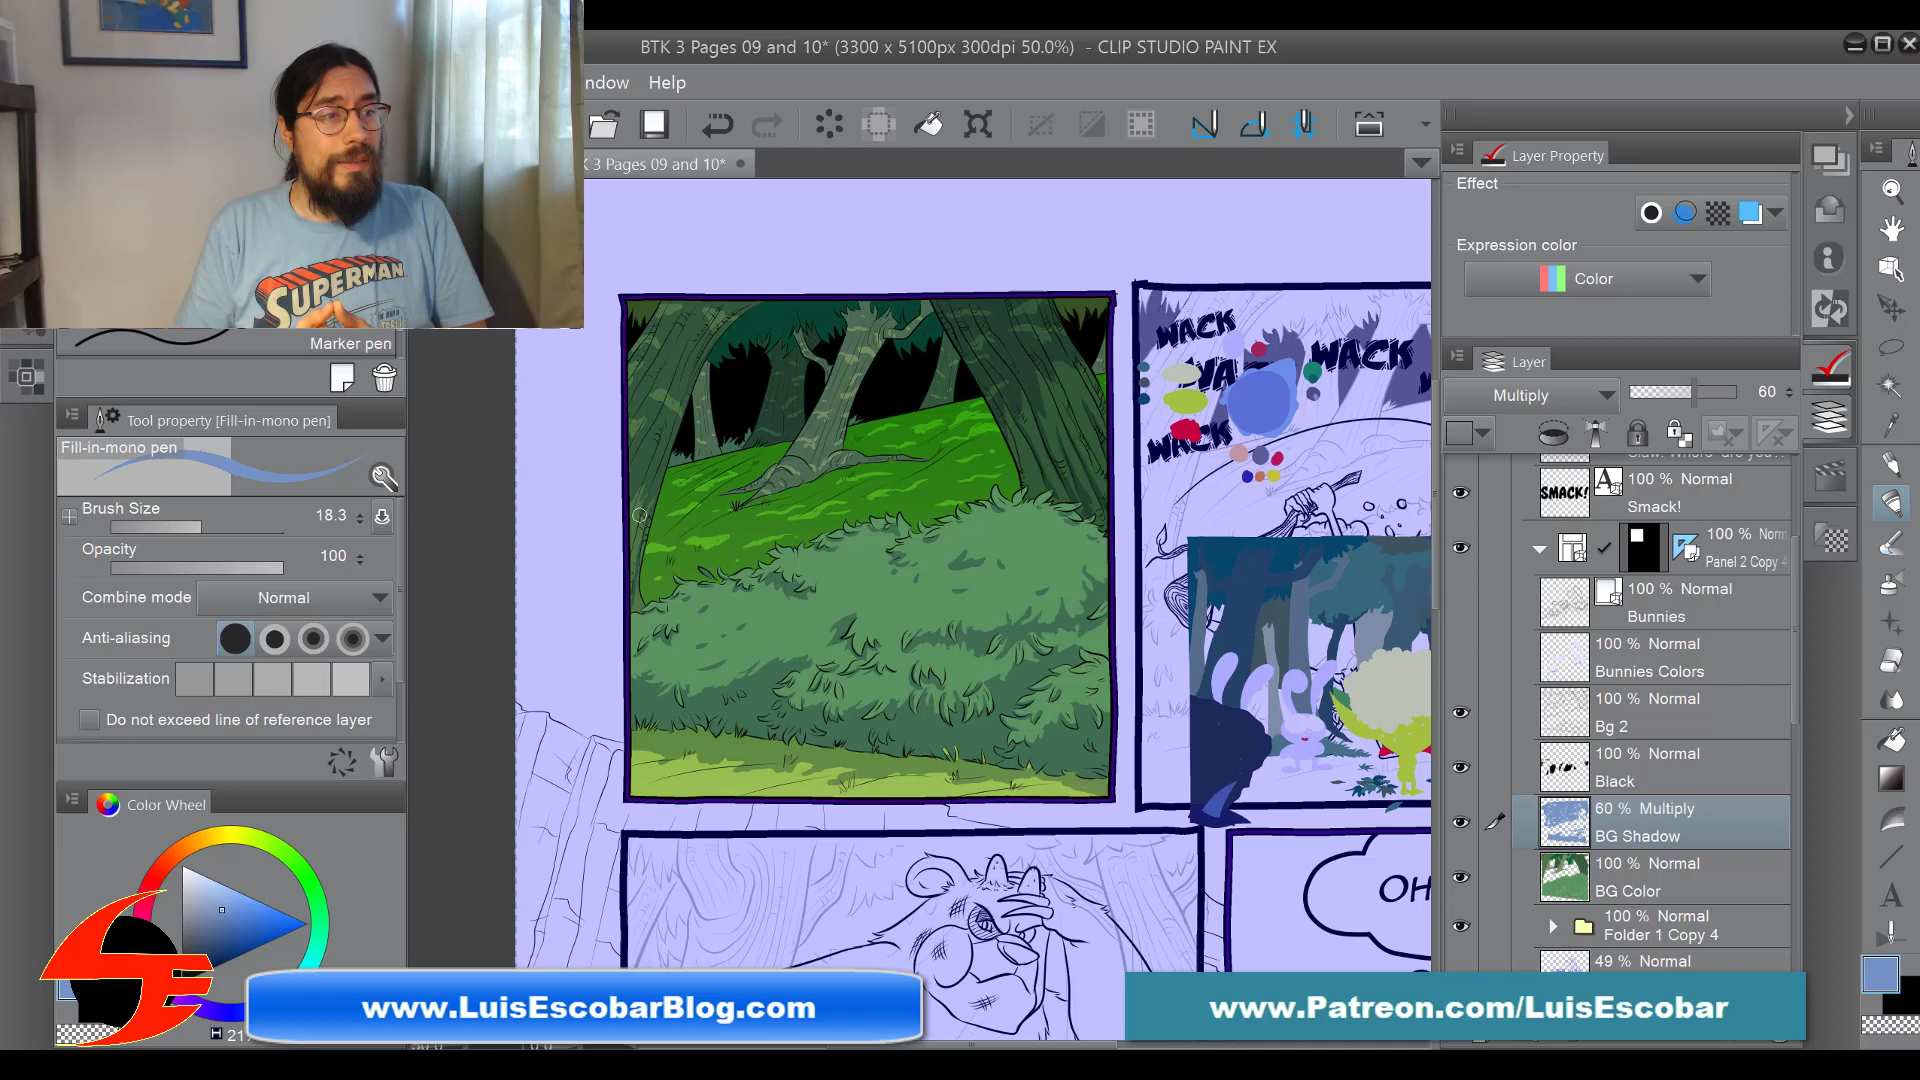 BTK 3 Pages 09 and 10* (3300 x 5100px 300dpi 50.0%) - CLIP STUDIO PAINT EX
ndow Help
3 Pages 09 and 10*
SUPERMAN
Marker pen
Tool property [Fill-in-mono pen]
Fill-in-mono pen
Brush Size 18.3
Opacity 100
Combine mode Normal
Anti-aliasing
Stabilization
Do not exceed line of reference layer
Color Wheel
H
WACK
WACK
WACK
OH
Layer Property
Effect
Expression color
Color
Layer
Multiply 60
SMACK! A 100 % Normal
Smack!
100 % Norm
Panel 2 Copy 4
100 % Normal
Bunnies
100 % Normal
Bunnies Colors
100 % Normal
Bg 2
100 % Normal
Black
60 % Multiply
BG Shadow
100 % Normal
BG Color
100 % Normal
Folder 1 Copy 4
49 % Normal
www.LuisEscobarBlog.com
www.Patreon.com/LuisEscobar